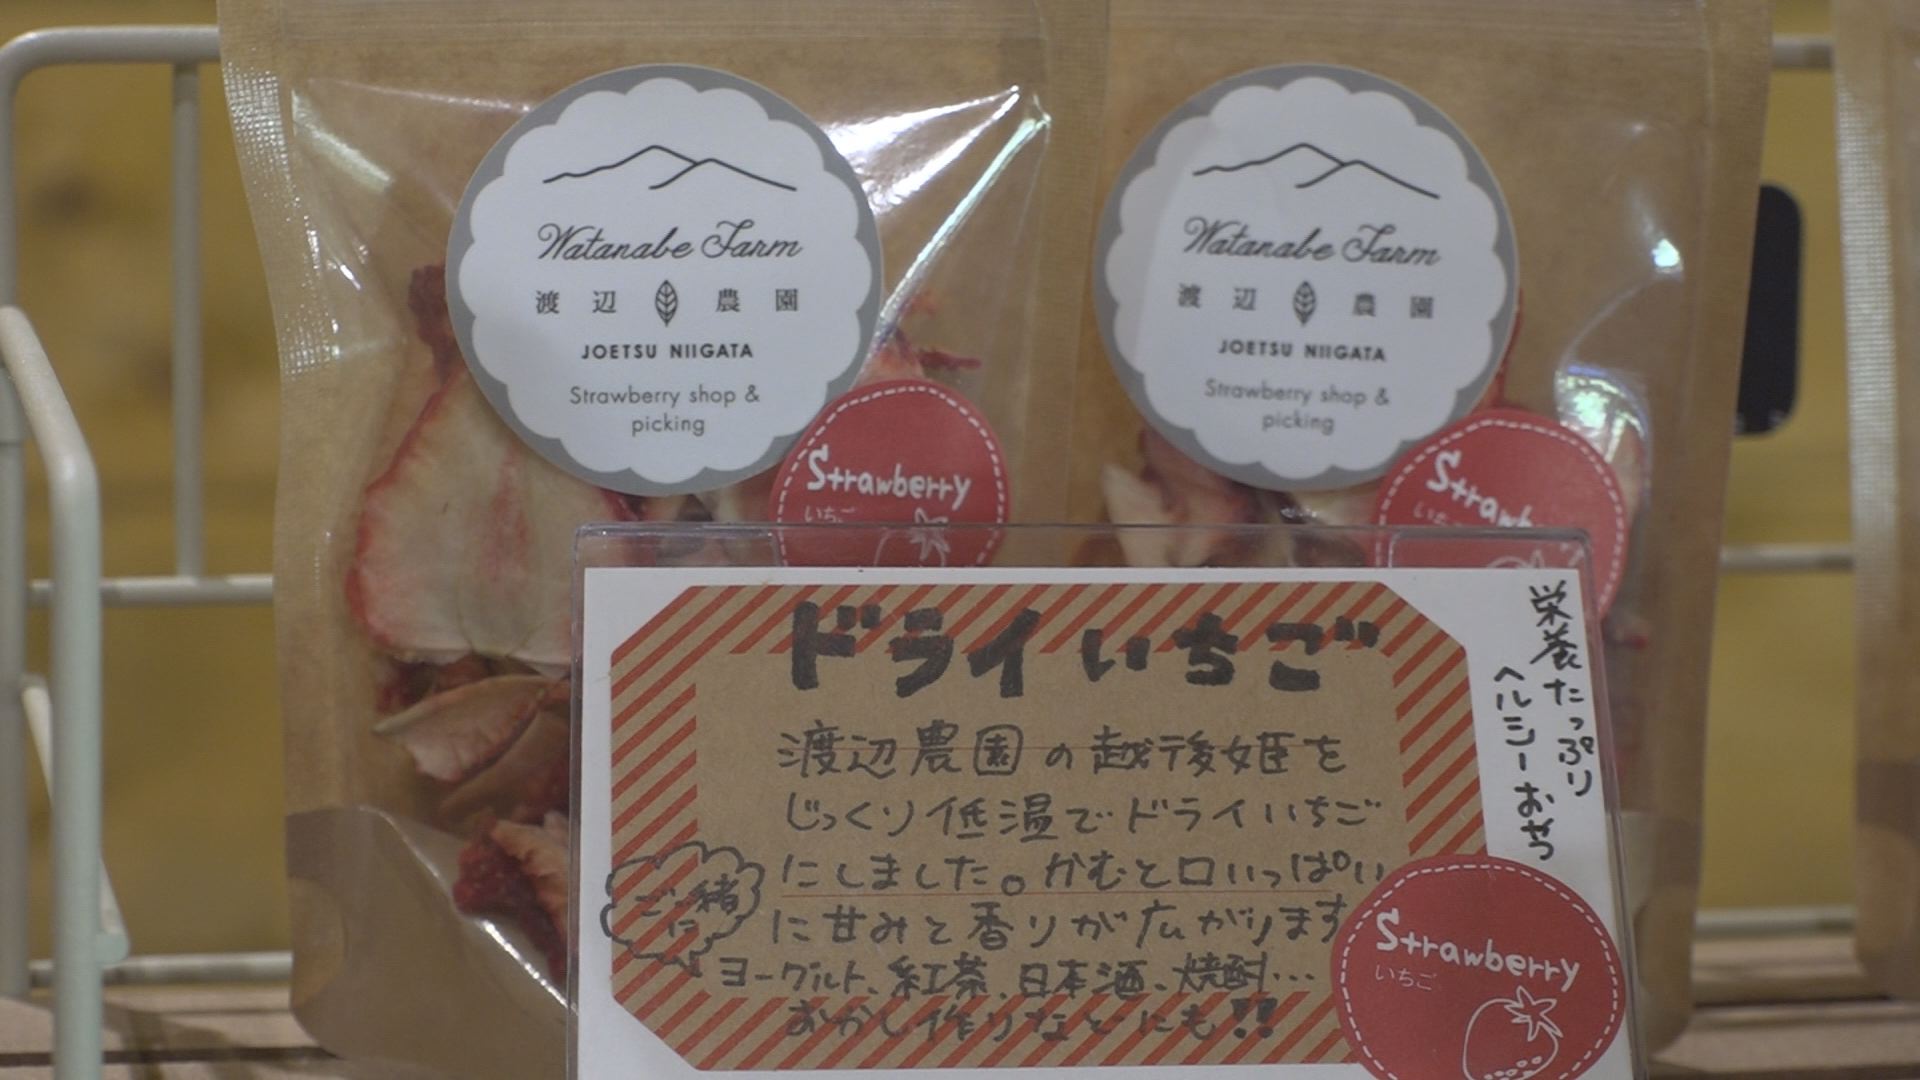 Watanabe Farm
渡辺農園
JOETSU NIIGATA
Strawberry shop &
picking
Strawberry
いちご
Watanabe Farm
渡辺農園
JOETSU NIIGATA
Strawberry shop &
picking
Strawb
いち
ドライいちご
渡辺農園の越後姫を
じっくり低温でドライいちご
にしました。かむと口いっぱい
に甘みと香りが広がります
ご一緒
に
ヨーグルト、紅茶、日本酒、焼酎…
おかし作りなどにも!!
栄養たっぷり
ヘルシーおやつ
Strawberry
いちご